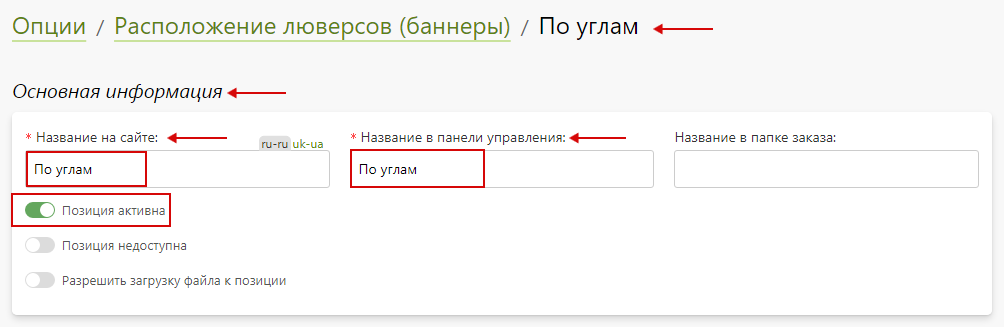 Опции / Расположение люверсов (баннеры) / По углам
Основная информация
* Название на сайте: ru-ru uk-ua * Название в панели управления: Название в папке заказа:
По углам По углам
Позиция активна
Позиция недоступна
Разрешить загрузку файла к позиции